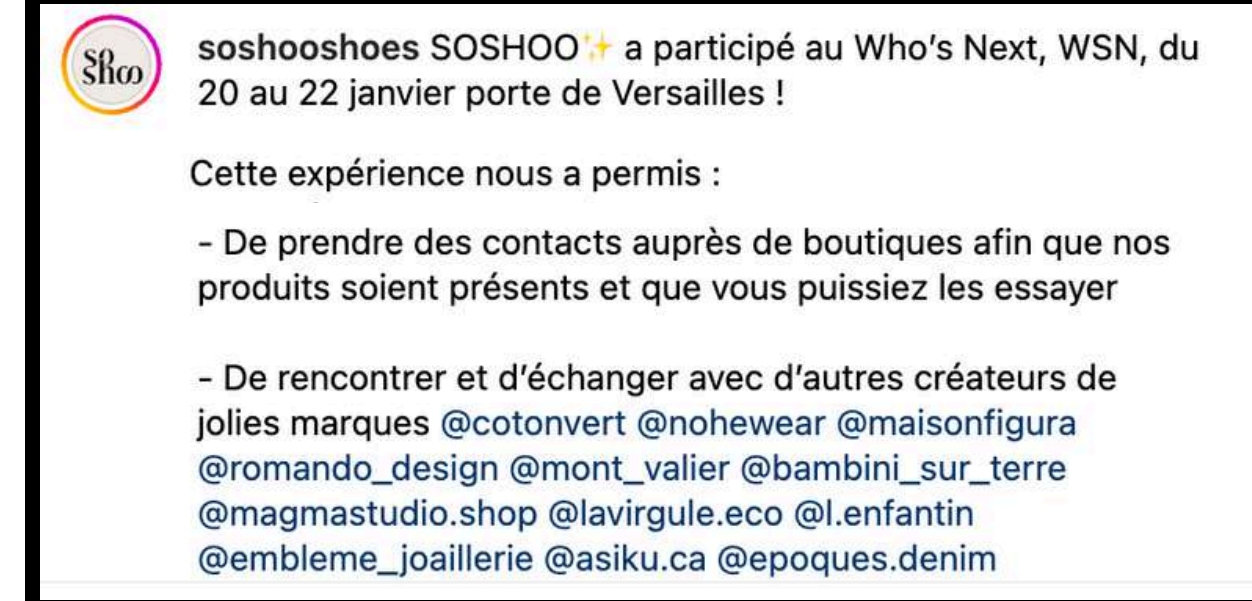 so
shoo
soshooshoes SOSHOO✨ a participé au Who's Next, WSN, du
20 au 22 janvier porte de Versailles !
Cette expérience nous a permis :
- De prendre des contacts auprès de boutiques afin que nos
produits soient présents et que vous puissiez les essayer
- De rencontrer et d'échanger avec d'autres créateurs de
jolies marques @cotonvert @nohewear @maisonfigura
@romando_design @mont_valier @bambini_sur_terre
@magmastudio.shop @lavirgule.eco @l.enfantin
@embleme_joaillerie @asiku.ca @epoques.denim